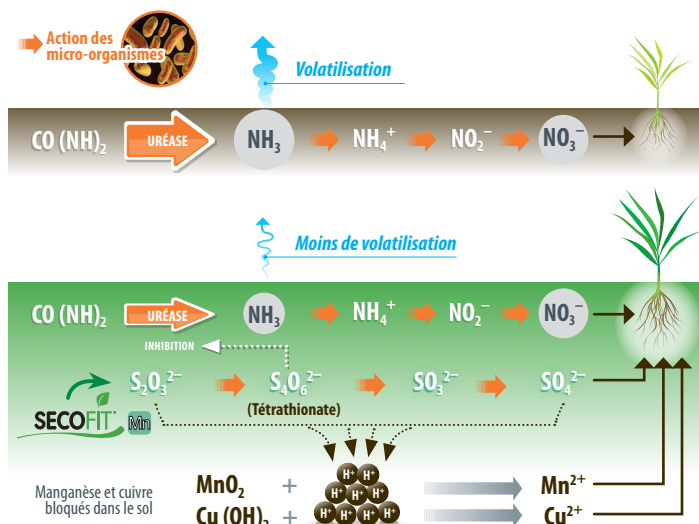 Action des
micro-organismes
Volatilisation
CO (NH)₂ URÉASE NH₃ NH₄⁺ NO₂⁻ NO₃⁻
Moins de volatilisation
CO (NH)₂ URÉASE NH₃ NH₄⁺ NO₂⁻ NO₃⁻
INHIBITION
S₂O₃²⁻ S₄O₆²⁻ SO₃²⁻ SO₄²⁻
(Tétrathionate)
SECOFIT® Mn
H⁺ H⁺
H⁺ H⁺ H⁺
H⁺ H⁺ H⁺ H⁺
Manganèse et cuivre
bloqués dans le sol
MnO₂ + Mn²⁺
Cu (OH)₂ + Cu²⁺